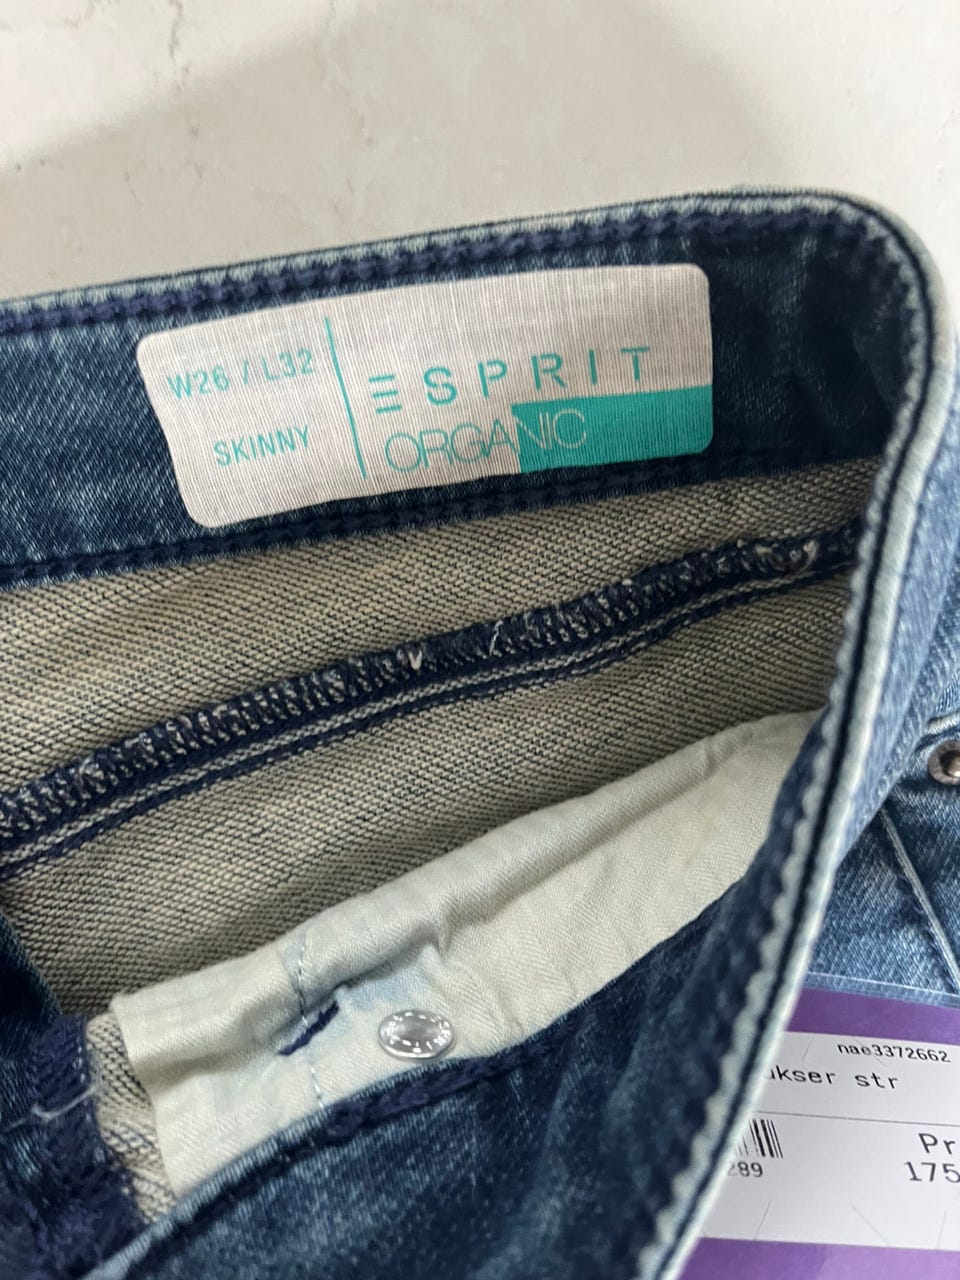 W26 / L32
SKINNY
ESPRIT
ORGANIC
nae3372662
ukser str
289
Pr
175